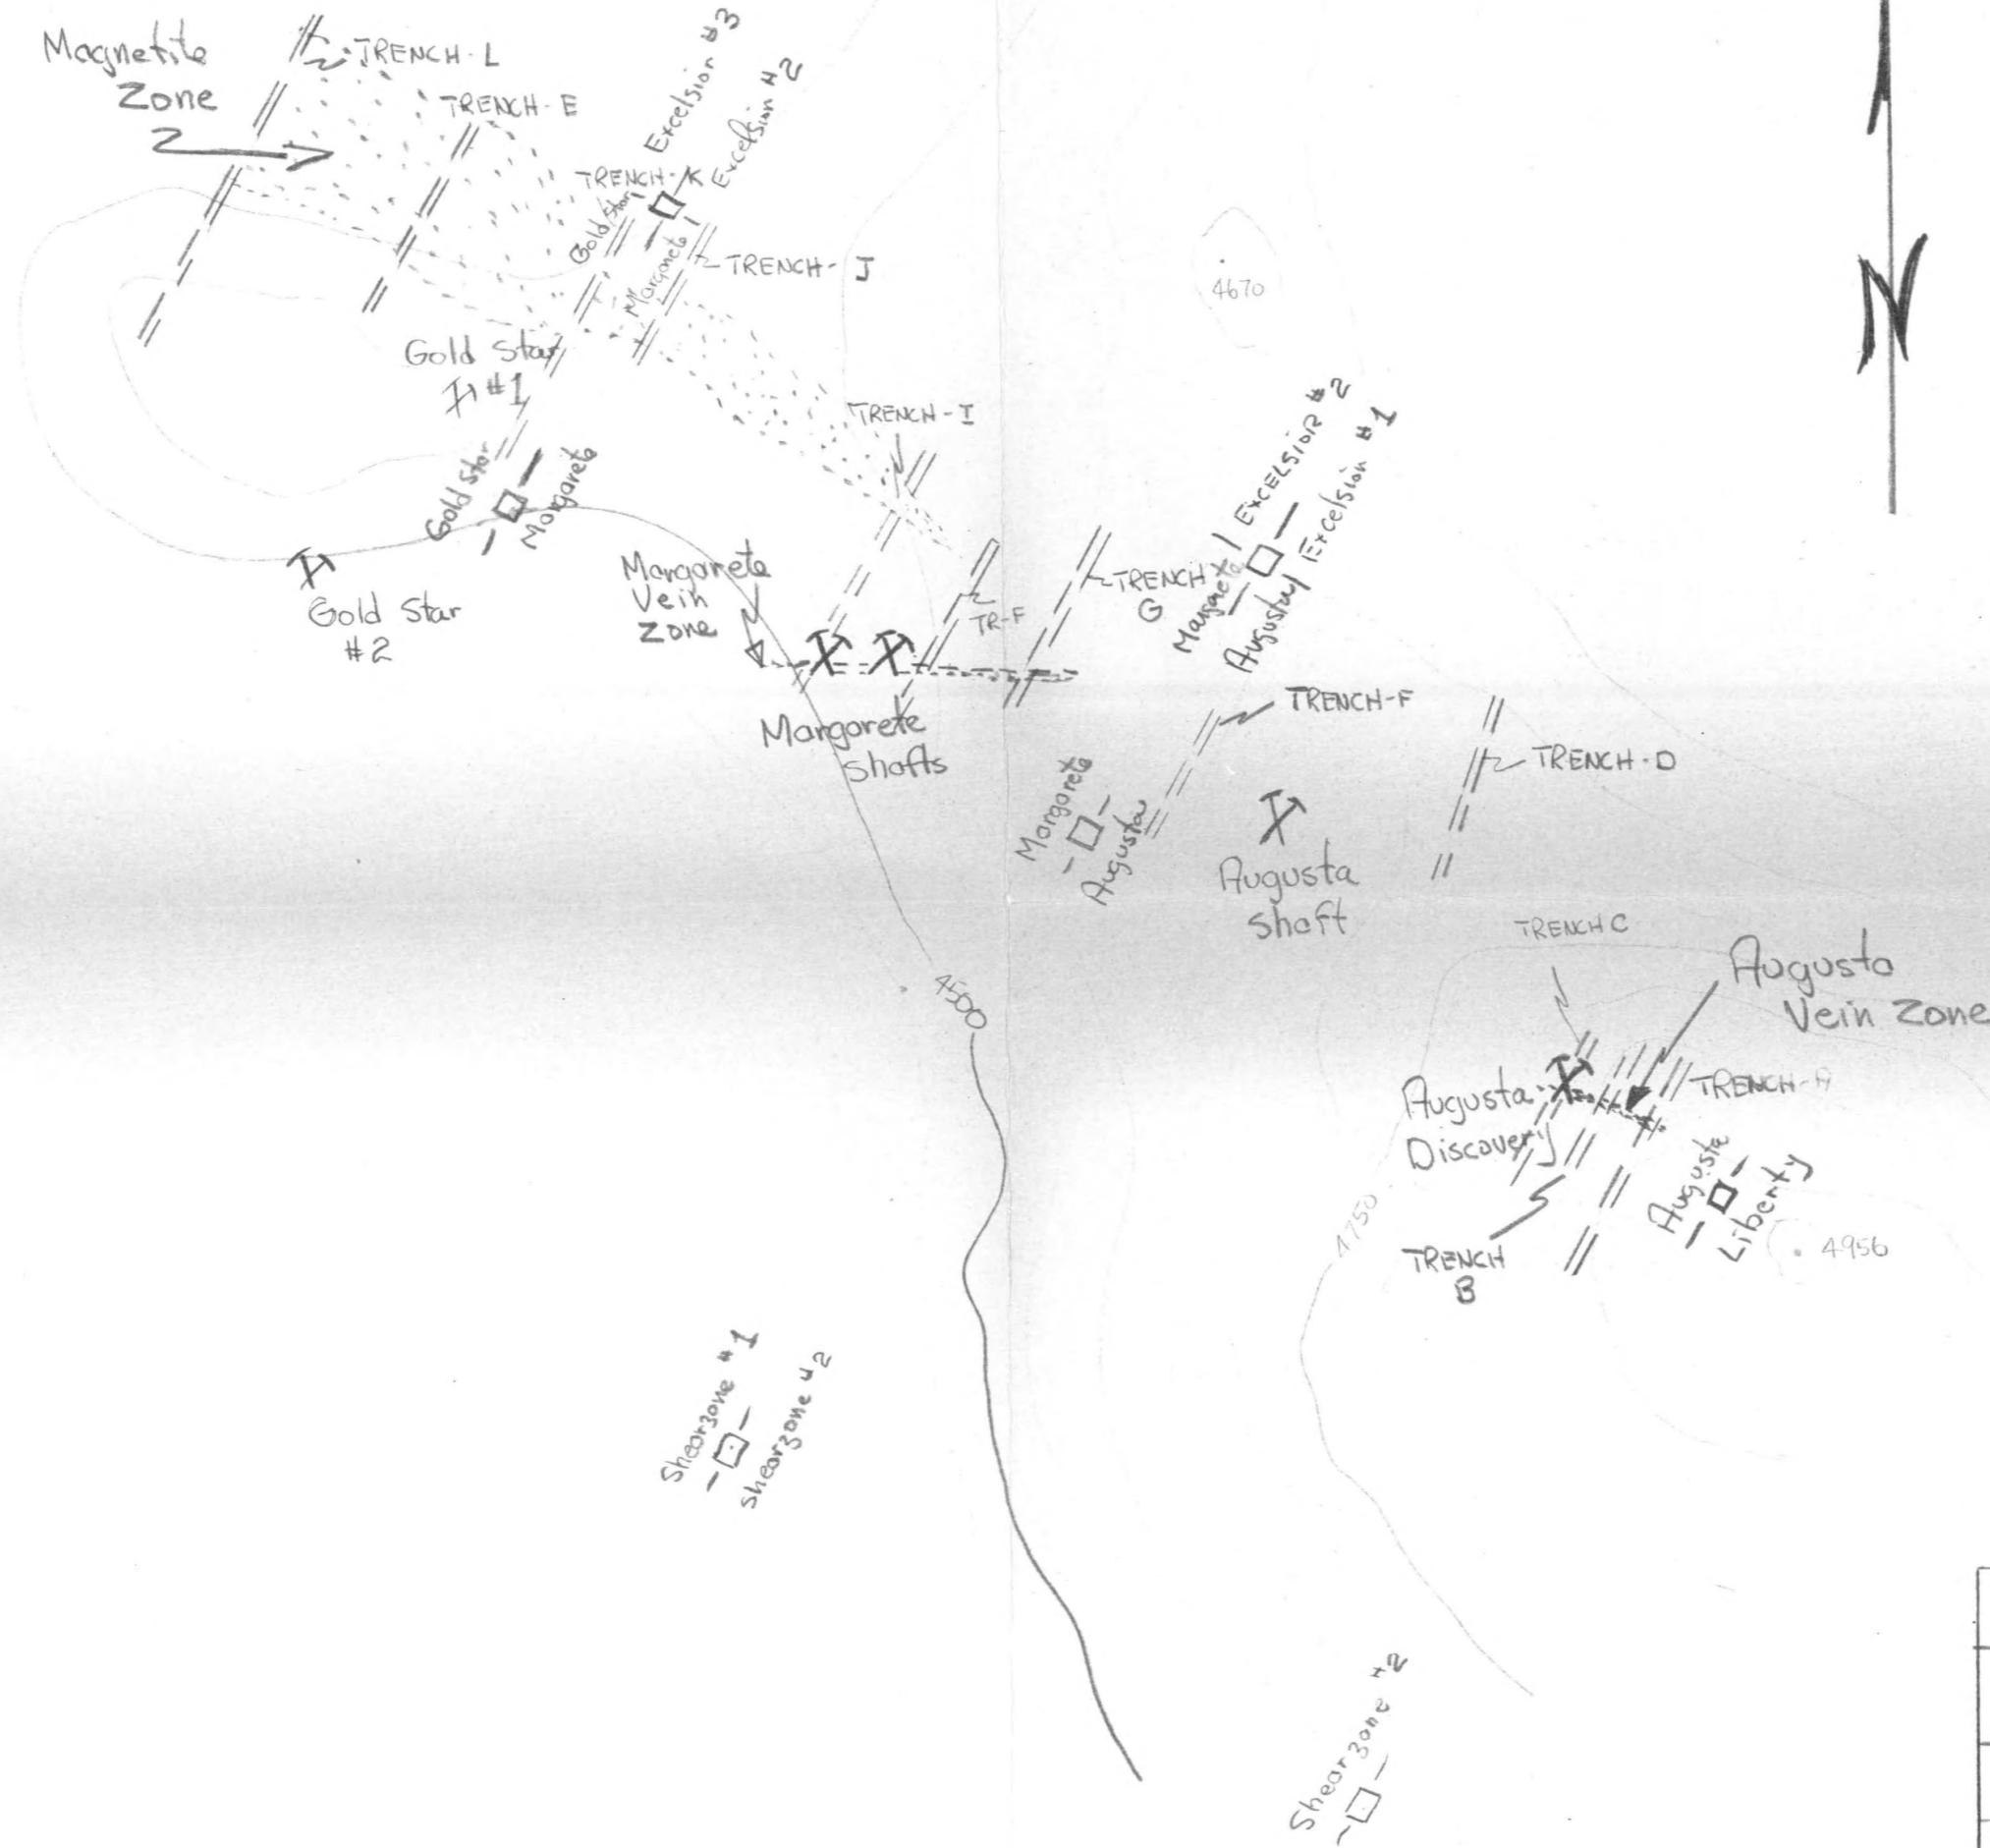 Magnetite
Zone
TRENCH-L
TRENCH-E
Excelsior #3
Excelsior #2
TRENCH-K
Gold Star
Margarete
TRENCH-J
4670
N
Gold Star
#1
Gold Star
Margarete
TRENCH-I
Gold Star
#2
Margarete
Vein
Zone
TR-F
TRENCH
G
Margarete / EXCELSIOR #2
Augusta / Excelsior #1
Margarete
Shafts
TRENCH-F
TRENCH-D
Margarete
Augusta
Augusta
Shaft
TRENCH C
Augusta
Vein Zone
4500
Augusta
Discovery
TRENCH-A
Augusta
Liberty
4956
4750
TRENCH
B
Shearzone #1
Shearzone #2
Shearzone #2